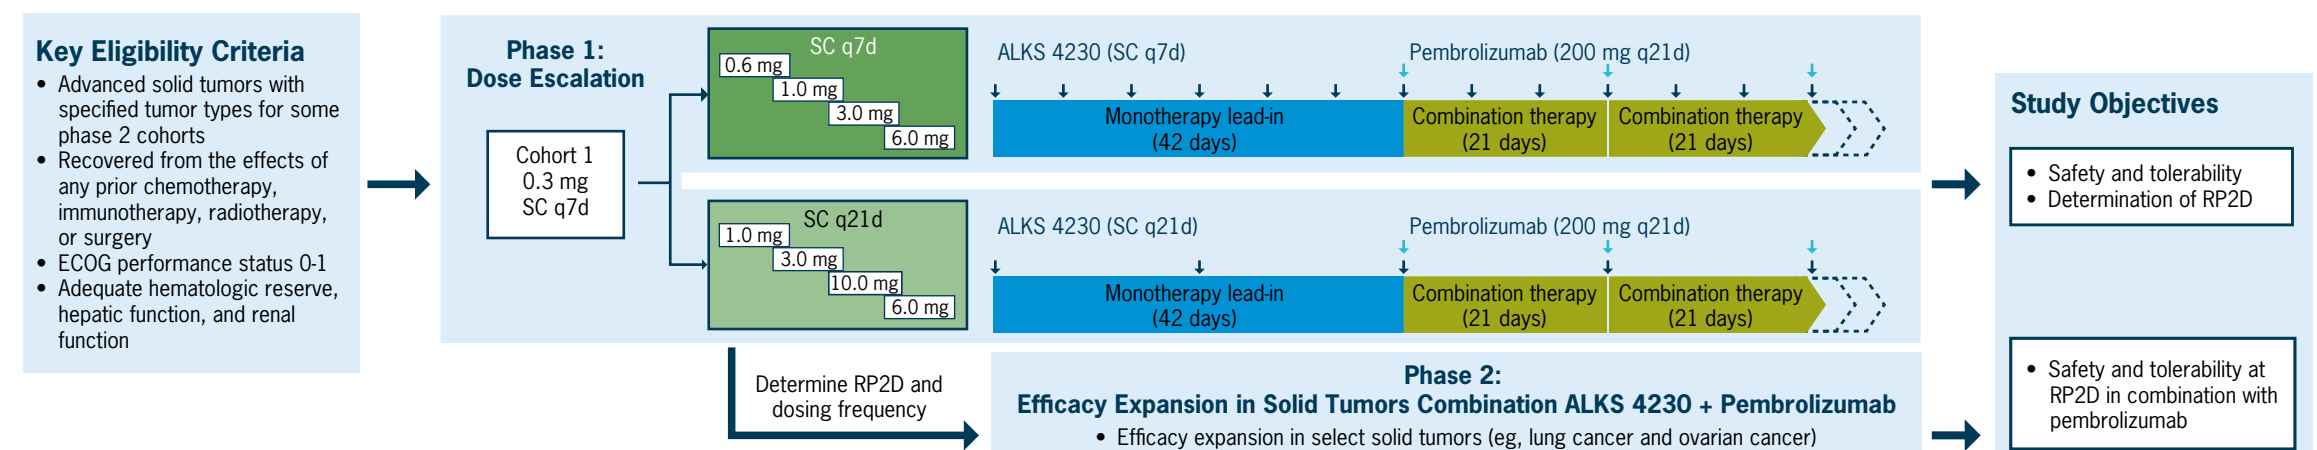 Key Eligibility Criteria
• Advanced solid tumors with
specified tumor types for some
phase 2 cohorts
• Recovered from the effects of
any prior chemotherapy,
immunotherapy, radiotherapy,
or surgery
• ECOG performance status 0-1
• Adequate hematologic reserve,
hepatic function, and renal
function
Phase 1:
Dose Escalation
Cohort 1
0.3 mg
SC q7d
SC q7d
0.6 mg
1.0 mg
3.0 mg
6.0 mg
ALKS 4230 (SC q7d)
Pembrolizumab (200 mg q21d)
Monotherapy lead-in
(42 days)
Combination therapy
(21 days)
Combination therapy
(21 days)
SC q21d
1.0 mg
3.0 mg
10.0 mg
6.0 mg
ALKS 4230 (SC q21d)
Pembrolizumab (200 mg q21d)
Monotherapy lead-in
(42 days)
Combination therapy
(21 days)
Combination therapy
(21 days)
Determine RP2D and
dosing frequency
Phase 2:
Efficacy Expansion in Solid Tumors Combination ALKS 4230 + Pembrolizumab
• Efficacy expansion in select solid tumors (eg, lung cancer and ovarian cancer)
Study Objectives
• Safety and tolerability
• Determination of RP2D
• Safety and tolerability at
RP2D in combination with
pembrolizumab